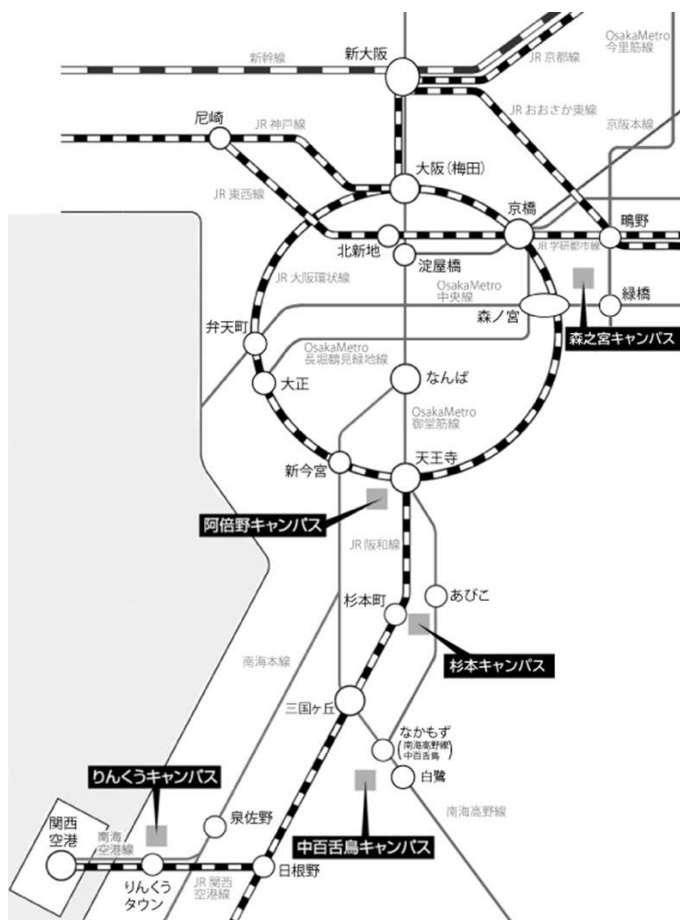 新幹線
新大阪
OsakaMetro
今里筋線
JR 京都線
JR おおさか東線
尼崎
JR 神戸線
京阪本線
大阪(梅田)
JR 東西線
京橋
鴫野
北新地
淀屋橋
JR 学研都市線
JR 大阪環状線
OsakaMetro
中央線
森ノ宮
緑橋
弁天町
森之宮キャンパス
OsakaMetro
長堀鶴見緑地線
大正
なんば
OsakaMetro
御堂筋線
新今宮
天王寺
阿倍野キャンパス
JR 阪和線
杉本町
あびこ
南海本線
杉本キャンパス
三国ヶ丘
なかもず
(南海高野線)
中百舌鳥
白鷺
りんくうキャンパス
南海高野線
関西
空港
南海
空港線
泉佐野
中百舌鳥キャンパス
りんくう
タウン
JR 関西
空港線
日根野